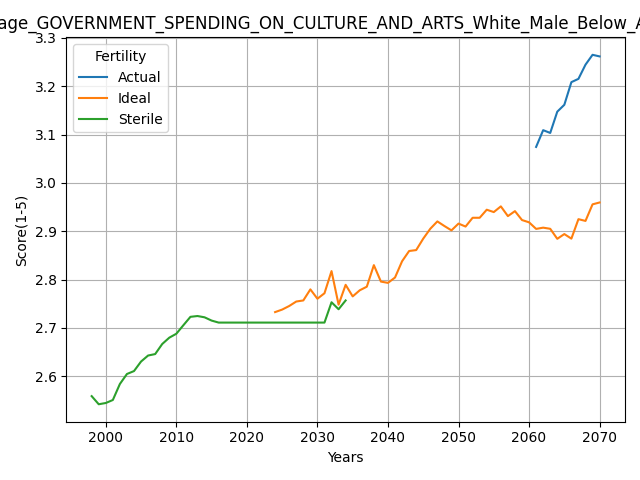 age_GOVERNMENT_SPENDING_ON_CULTURE_AND_ARTS_White_Male_Below_A
Fertility
Actual
Ideal
Sterile
Score(1-5)
3.3
3.2
3.1
3.0
2.9
2.8
2.7
2.6
2000 2010 2020 2030 2040 2050 2060 2070
Years